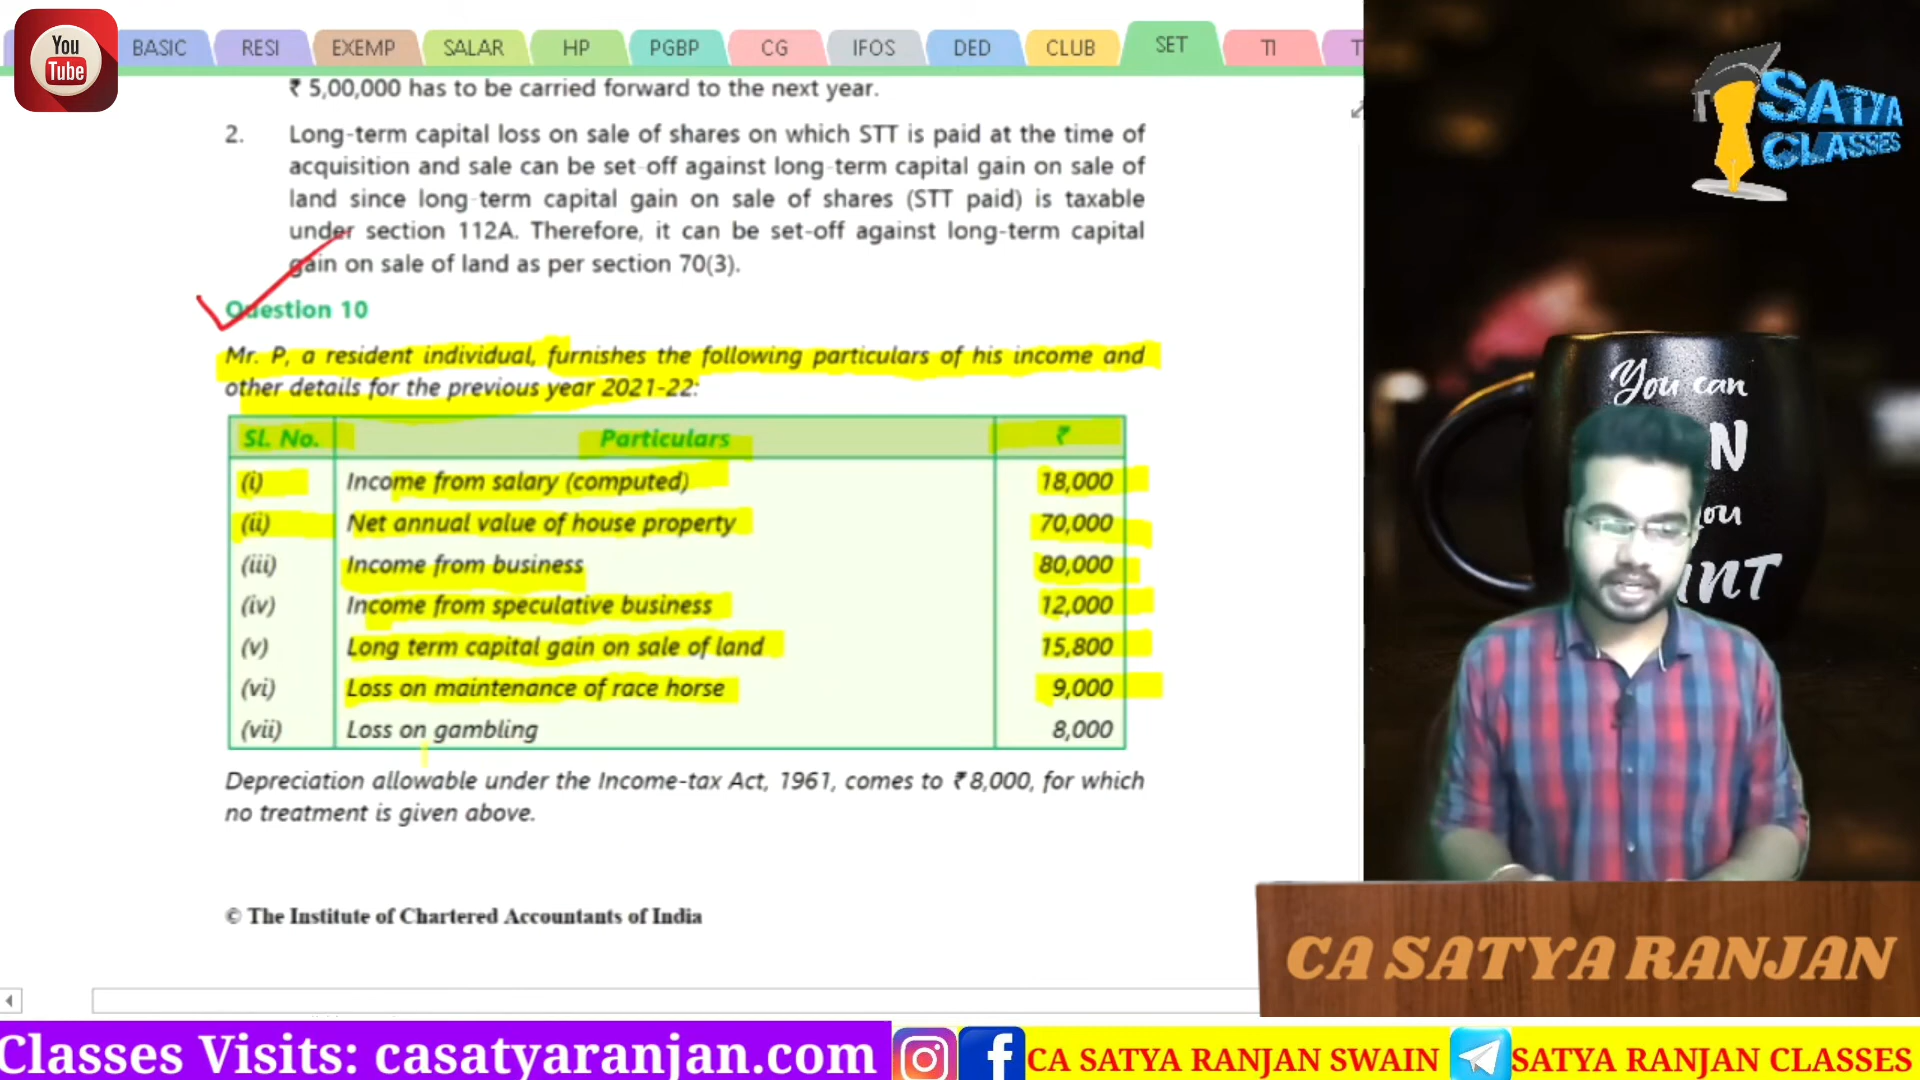 You
Tube
BASIC RESI EXEMP SALAR HP PGBP CG IFOS DED CLUB SET TI T
SATYA
CLASSES
₹ 5,00,000 has to be carried forward to the next year.
2. Long-term capital loss on sale of shares on which STT is paid at the time of
acquisition and sale can be set-off against long-term capital gain on sale of
land since long-term capital gain on sale of shares (STT paid) is taxable
under section 112A. Therefore, it can be set-off against long-term capital
gain on sale of land as per section 70(3).
Question 10
Mr. P, a resident individual, furnishes the following particulars of his income and
other details for the previous year 2021-22:
Sl. No. Particulars ₹
(i) Income from salary (computed) 18,000
(ii) Net annual value of house property 70,000
(iii) Income from business 80,000
(iv) Income from speculative business 12,000
(v) Long term capital gain on sale of land 15,800
(vi) Loss on maintenance of race horse 9,000
(vii) Loss on gambling 8,000
Depreciation allowable under the Income-tax Act, 1961, comes to ₹ 8,000, for which
no treatment is given above.
© The Institute of Chartered Accountants of India
You can
CA SATYA RANJAN
Classes Visits: casatyaranjan.com
CA SATYA RANJAN SWAIN
SATYA RANJAN CLASSES